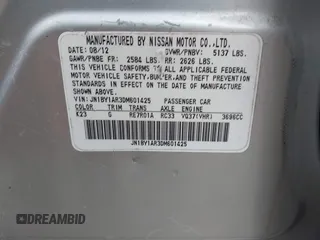 MANUFACTURED BY NISSAN MOTOR CO.,LTD.
DATE: 08/12 GVWR/PNBV: 5137 LBS.
GAWR/PNBE FR: 2584 LBS. RR: 2626 LBS.
THIS VEHICLE CONFORMS TO ALL APPLICABLE FEDERAL
MOTOR VEHICLE SAFETY, BUMPER, AND THEFT PREVENTION
STANDARDS IN EFFECT ON THE DATE OF MANUFACTURE
SHOWN ABOVE.
VIN: JN1BY1AR3DM601425 PASSENGER CAR
COLOR TRIM TRANS AXLE ENGINE
K23 G RE7R01A RC33 VQ37(VHR) 3696CC
JN1BY1AR3DM601425
DREAMBID